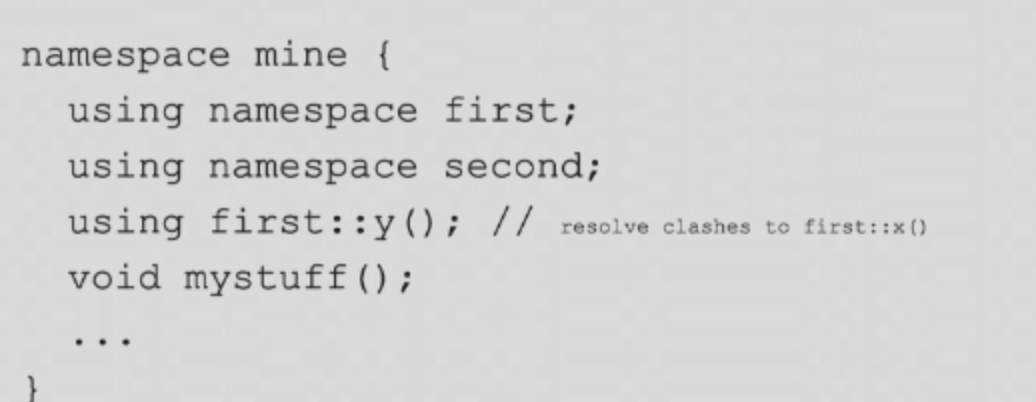 namespace mine {
using namespace first;
using namespace second;
using first::y(); // resolve clashes to first::x()
void mystuff();
...
}